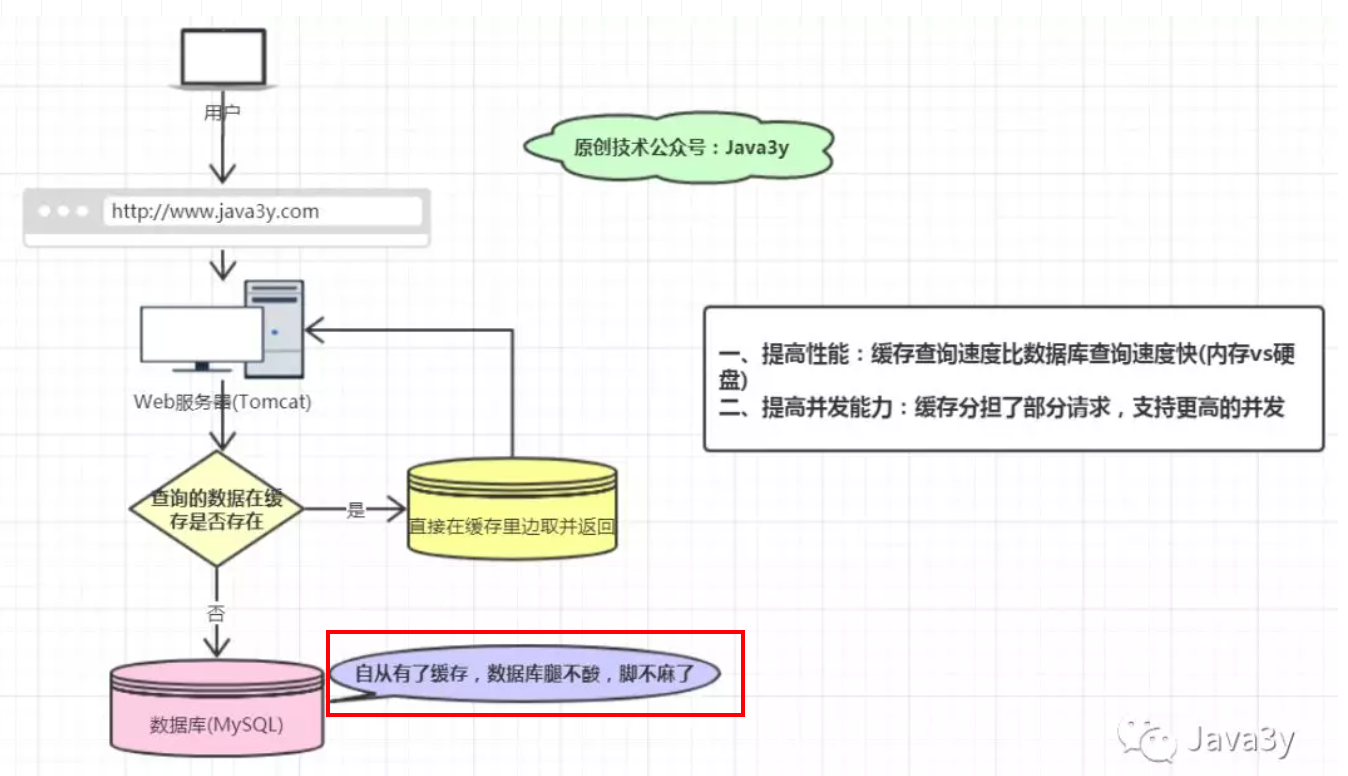 用户
原创技术公众号：Java3y
http://www.java3y.com
Web服务器(Tomcat)
一、提高性能：缓存查询速度比数据库查询速度快(内存vs硬
盘)
二、提高并发能力：缓存分担了部分请求，支持更高的并发
查询的数据在缓
存是否存在
是
直接在缓存里边取并返回
否
自从有了缓存，数据库腿不酸，脚不麻了
数据库(MySQL)
Java3y